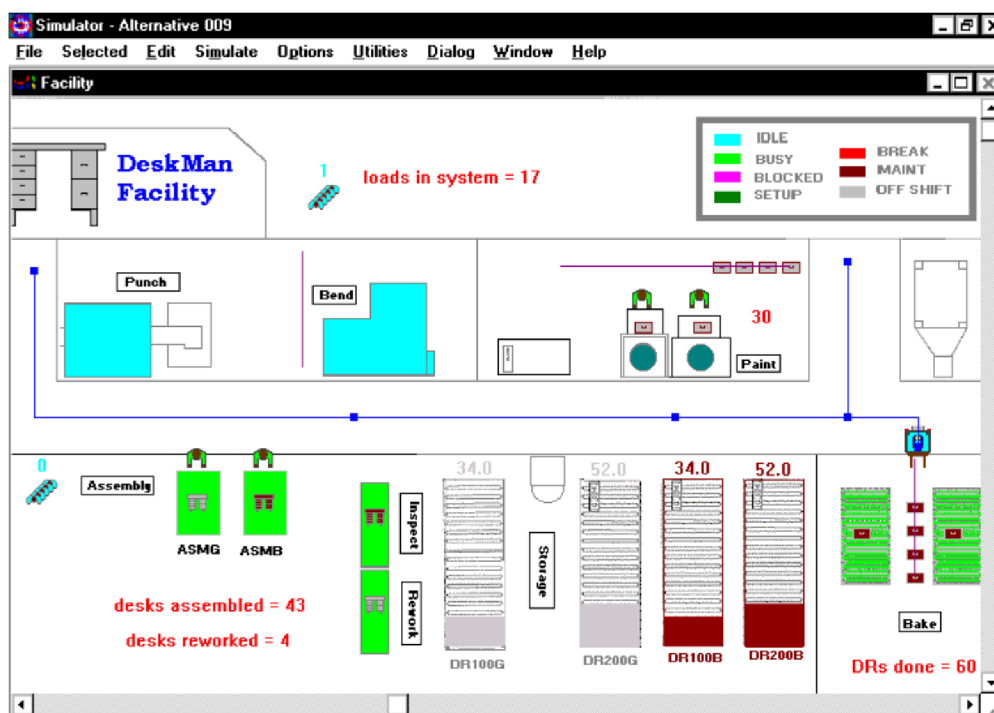 Simulator - Alternative 009
File Selected Edit Simulate Options Utilities Dialog Window Help
Facility
DeskMan
Facility
1
loads in system = 17
IDLE
BUSY
BLOCKED
SETUP
BREAK
MAINT
OFF SHIFT
Punch
Bend
30
Paint
0
Assembly
ASMG
ASMB
desks assembled = 43
desks reworked = 4
Inspect
Rework
34.0
DR100G
Storage
52.0
DR200G
34.0
DR100B
52.0
DR200B
Bake
DRs done = 60